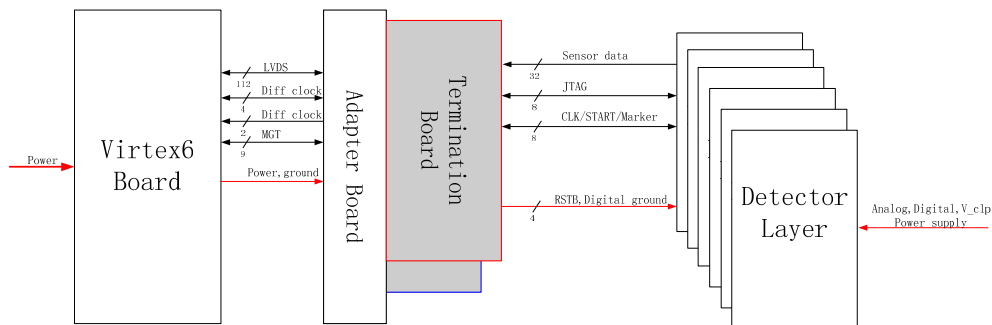 Power
Virtex6
Board
LVDS
112
Diff clock
4
Diff clock
2
MGT
9
Power,ground
Adapter Board
Termination
Board
Sensor data
32
JTAG
8
CLK/START/Marker
8
RSTB,Digital ground
4
Detector
Layer
Analog,Digital,V_clp
Power supply